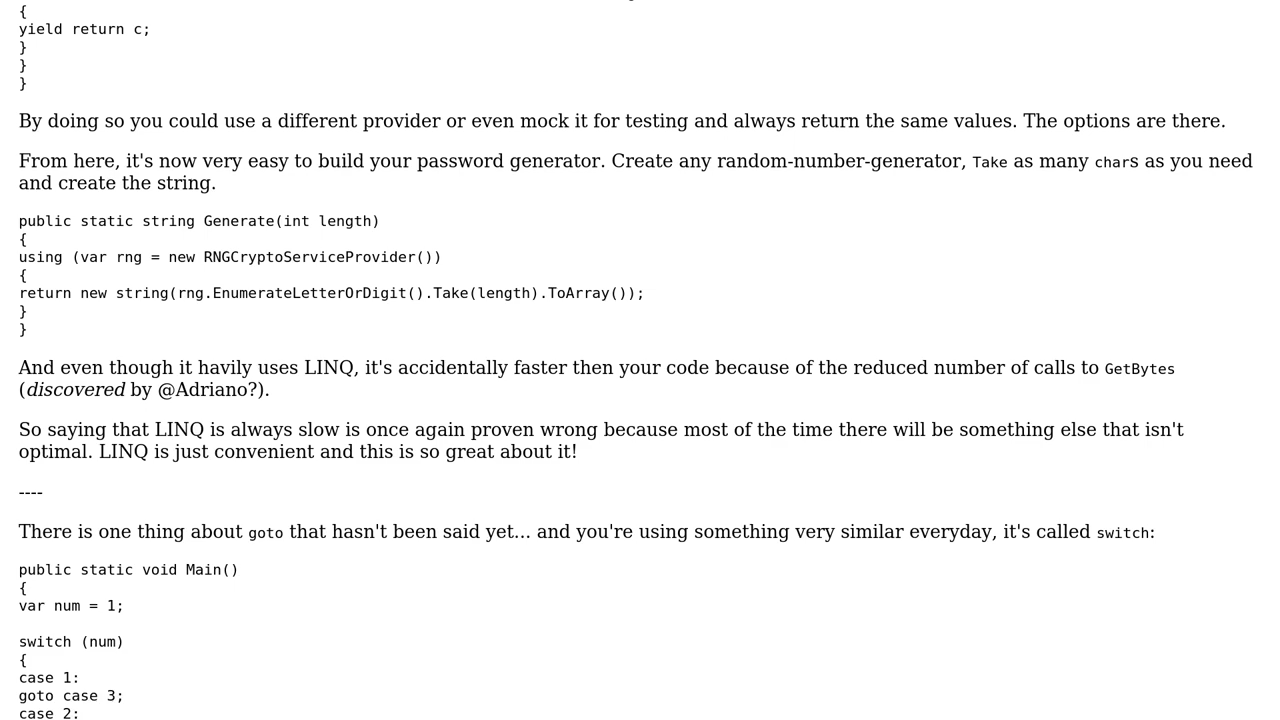 {
yield return c;
}
}
}
By doing so you could use a different provider or even mock it for testing and always return the same values. The options are there.
From here, it's now very easy to build your password generator. Create any random-number-generator, Take as many chars as you need
and create the string.
public static string Generate(int length)
{
using (var rng = new RNGCryptoServiceProvider())
{
return new string(rng.EnumerateLetterOrDigit().Take(length).ToArray());
}
}
And even though it havily uses LINQ, it's accidentally faster then your code because of the reduced number of calls to GetBytes
(discovered by @Adriano?).
So saying that LINQ is always slow is once again proven wrong because most of the time there will be something else that isn't
optimal. LINQ is just convenient and this is so great about it!
----
There is one thing about goto that hasn't been said yet... and you're using something very similar everyday, it's called switch:
public static void Main()
{
var num = 1;
switch (num)
{
case 1:
goto case 3;
case 2: